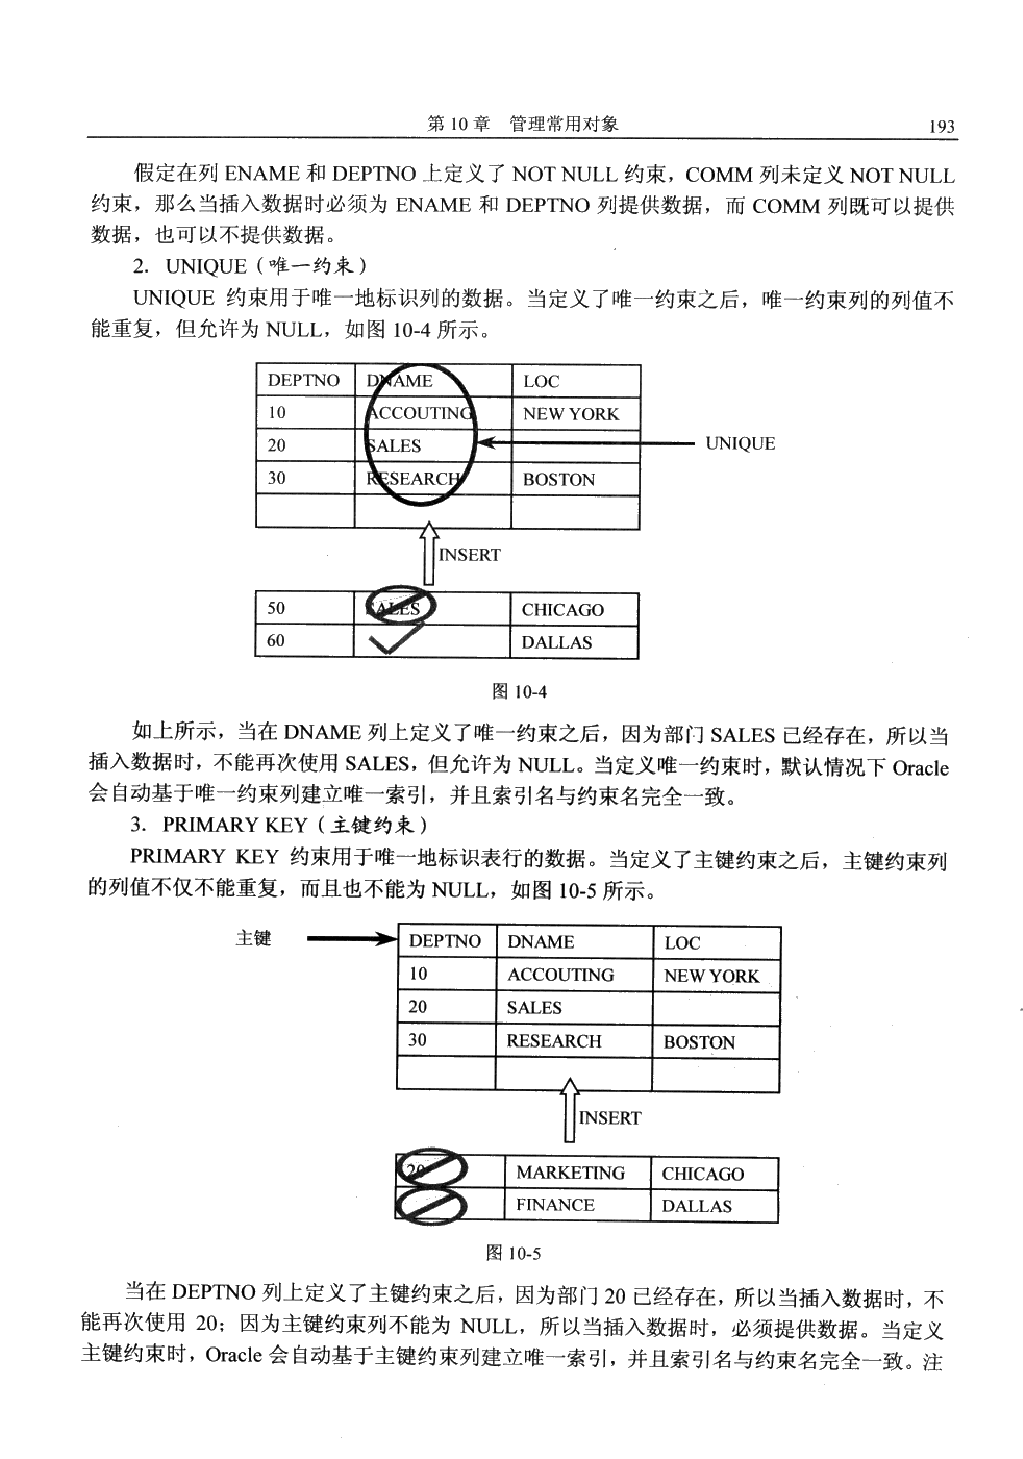 第 10 章　管理常用对象
193
假定在列 ENAME 和 DEPTNO 上定义了 NOT NULL 约束，COMM 列未定义 NOT NULL
约束，那么当插入数据时必须为 ENAME 和 DEPTNO 列提供数据，而 COMM 列既可以提供
数据，也可以不提供数据。
2．UNIQUE（唯一约束）
UNIQUE 约束用于唯一地标识列的数据。当定义了唯一约束之后，唯一约束列的列值不
能重复，但允许为 NULL，如图 10-4 所示。
DEPTNO DNAME LOC
10 ACCOUTING NEW YORK
20 SALES
UNIQUE
30 RESEARCH BOSTON
INSERT
50 SALES CHICAGO
60 DALLAS
图 10-4
如上所示，当在 DNAME 列上定义了唯一约束之后，因为部门 SALES 已经存在，所以当
插入数据时，不能再次使用 SALES，但允许为 NULL。当定义唯一约束时，默认情况下 Oracle
会自动基于唯一约束列建立唯一索引，并且索引名与约束名完全一致。
3．PRIMARY KEY（主键约束）
PRIMARY KEY 约束用于唯一地标识表行的数据。当定义了主键约束之后，主键约束列
的列值不仅不能重复，而且也不能为 NULL，如图 10-5 所示。
主键
DEPTNO DNAME LOC
10 ACCOUTING NEW YORK
20 SALES
30 RESEARCH BOSTON
INSERT
20 MARKETING CHICAGO
FINANCE DALLAS
图 10-5
当在 DEPTNO 列上定义了主键约束之后，因为部门 20 已经存在，所以当插入数据时，不
能再次使用 20；因为主键约束列不能为 NULL，所以当插入数据时，必须提供数据。当定义
主键约束时，Oracle 会自动基于主键约束列建立唯一索引，并且索引名与约束名完全一致。注